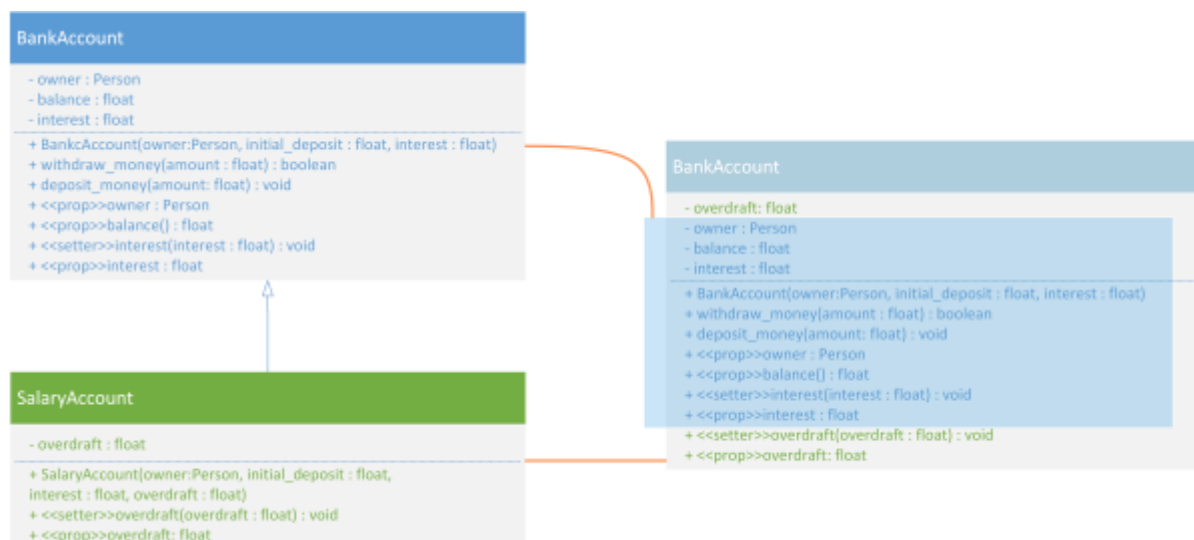 BankAccount
- owner : Person
- balance : float
- interest : float
+ BankcAccount(owner:Person, initial_deposit : float, interest : float)
+ withdraw_money(amount : float) : boolean
+ deposit_money(amount: float) : void
+ <<prop>>owner : Person
+ <<prop>>balance() : float
+ <<setter>>interest(interest : float) : void
+ <<prop>>interest : float
SalaryAccount
- overdraft : float
+ SalaryAccount(owner:Person, initial_deposit : float,
interest : float, overdraft : float)
+ <<setter>>overdraft(overdraft : float) : void
+ <<prop>>overdraft: float
BankAccount
- overdraft: float
- owner : Person
- balance : float
- interest : float
+ BankAccount(owner:Person, initial_deposit : float, interest : float)
+ withdraw_money(amount : float) : boolean
+ deposit_money(amount: float) : void
+ <<prop>>owner : Person
+ <<prop>>balance() : float
+ <<setter>>interest(interest : float) : void
+ <<prop>>interest : float
+ <<setter>>overdraft(overdraft : float) : void
+ <<prop>>overdraft: float